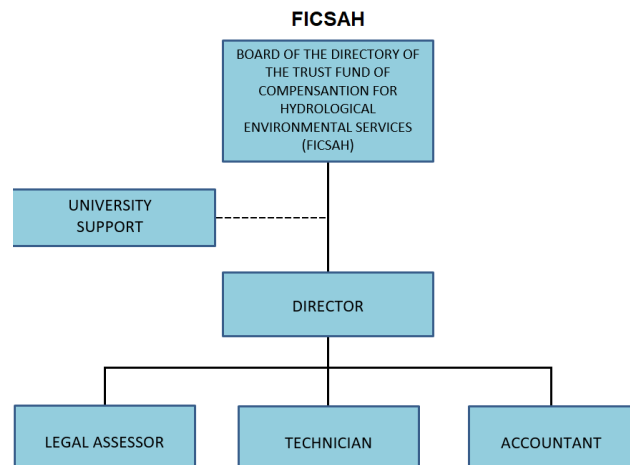 FICSAH
BOARD OF THE DIRECTORY OF
THE TRUST FUND OF
COMPENSANTION FOR
HYDROLOGICAL
ENVIRONMENTAL SERVICES
(FICSAH)
UNIVERSITY
SUPPORT
DIRECTOR
LEGAL ASSESSOR
TECHNICIAN
ACCOUNTANT